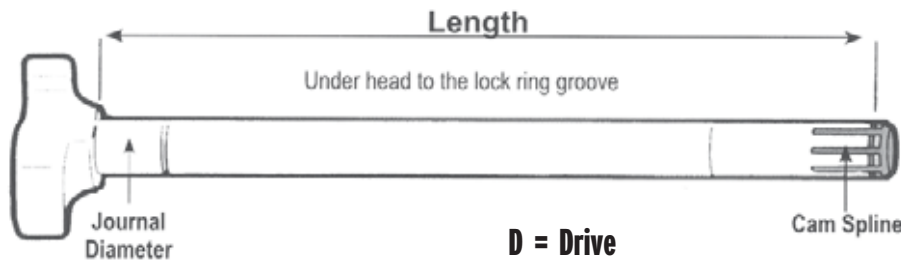 Length
Under head to the lock ring groove
Journal
Diameter
Cam Spline
D = Drive